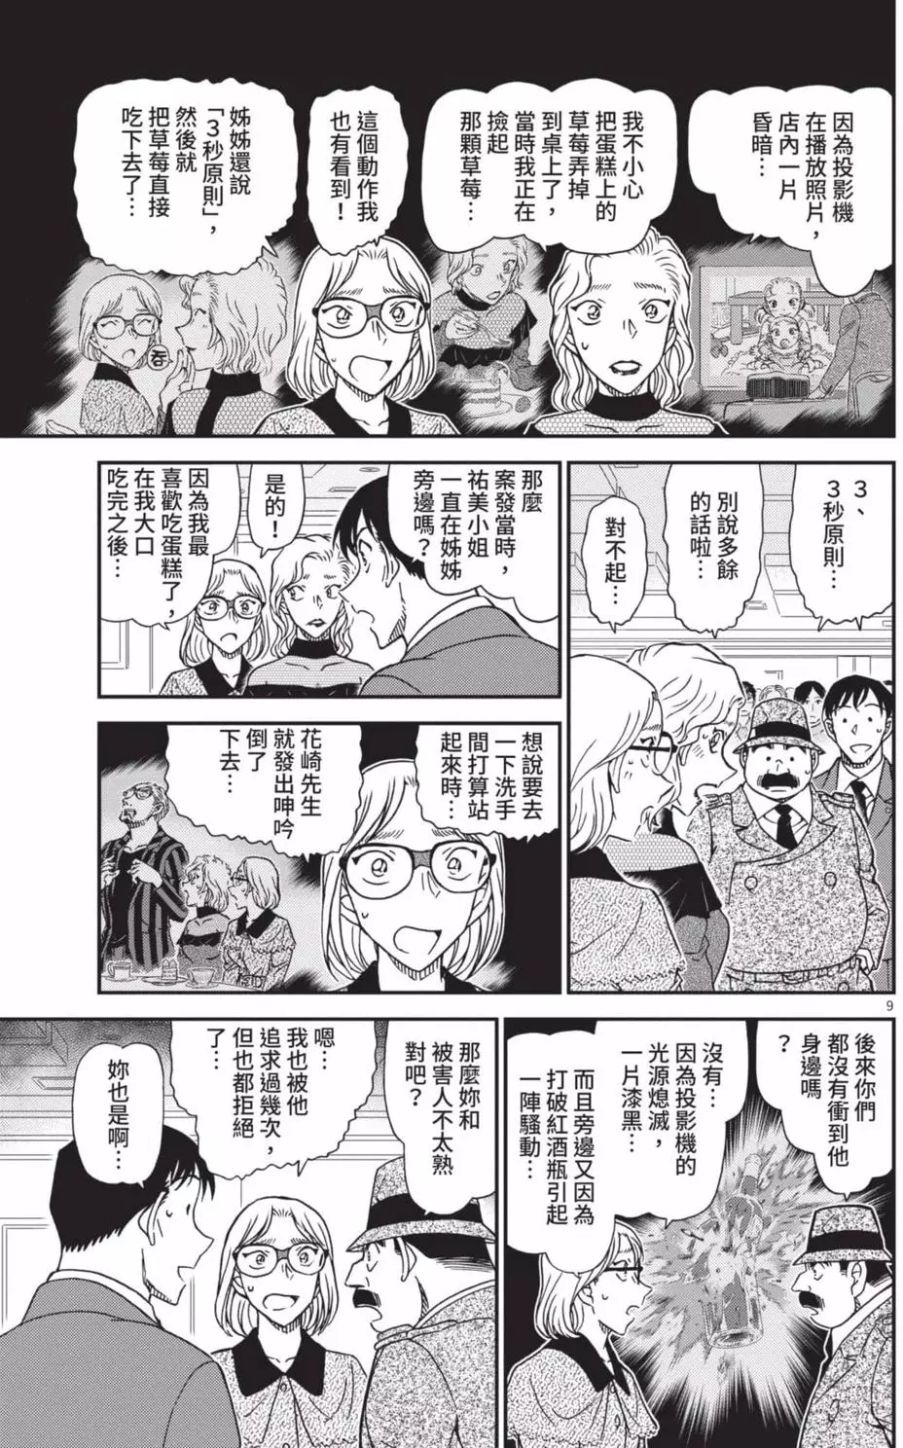 因為投影機
在播放照片，
店內一片
昏暗…
我不小心
把蛋糕上的
草莓弄掉
到桌上了，
當時我正在
撿起
那顆草莓…
這個動作我
也有看到！
姊姊還說
「3秒原則」，
然後就
把草莓直接
吃下去了…
吞
3、
3秒原則…
別說多餘
的話啦…
對不起…
那麼
案發當時，
祐美小姐
一直在姊姊
旁邊嗎？
是的！
因為我最
喜歡吃蛋糕了，
在我大口
吃完之後…
想說要去
一下洗手
間打算站
起來時…
花崎先生
就發出呻吟
倒了
下去…
9
後來你們
都沒有衝到他
身邊嗎
？
沒有…
因為投影機的
光源熄滅，
一片漆黑…
而且旁邊又因為
打破紅酒瓶引起
一陣騷動…
那麼妳和
被害人不太熟
對吧？
嗯…
我也被他
追求過幾次，
但也都拒絕
了…
妳也是啊…